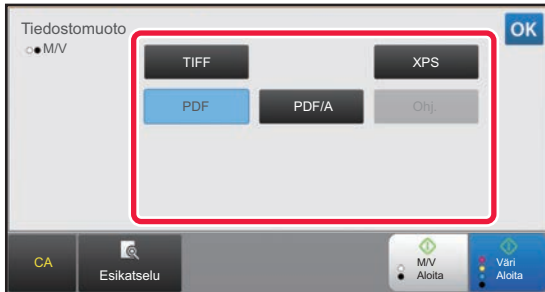 Tiedostomuoto
M/V
OK
TIFF
XPS
PDF
PDF/A
Ohj.
CA
Esikatselu
M/V
Aloita
Väri
Aloita